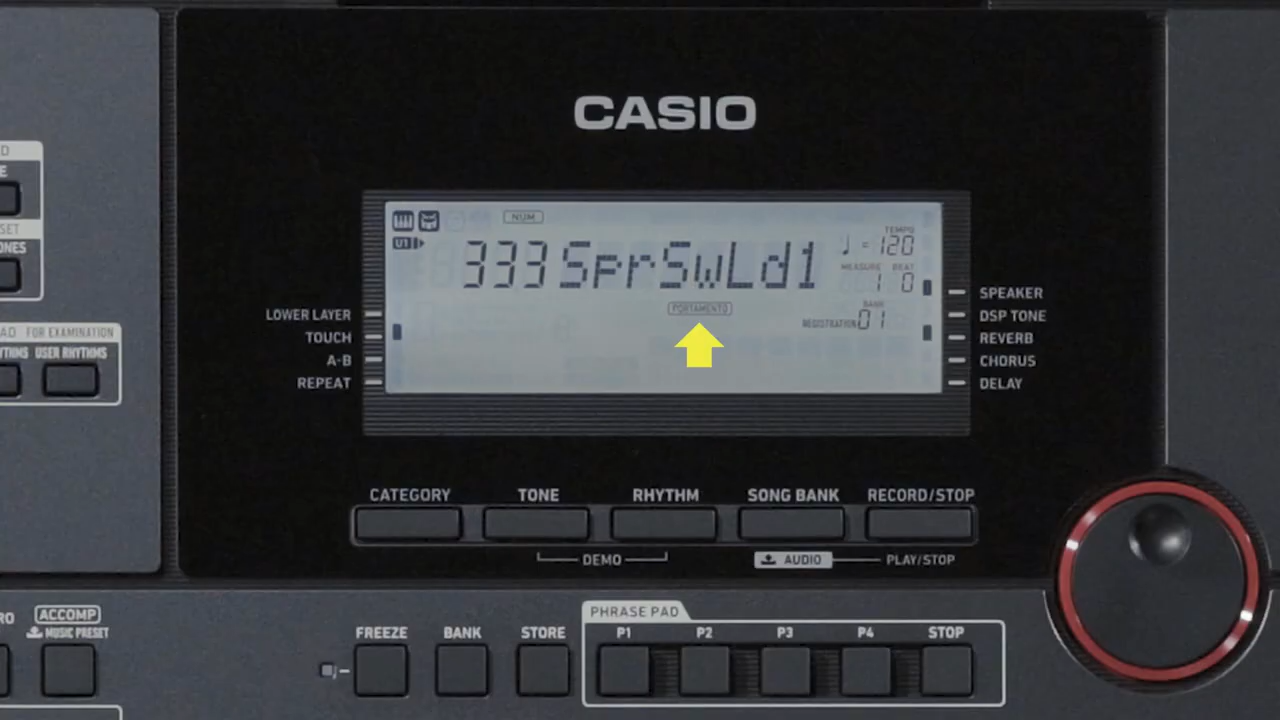 CASIO
NUM
U1
333 SprSwLd1
TEMPO
= 120
MEASURE BEAT
1 0
PORTAMENTO
BANK
REGISTRATION 01
LOWER LAYER
TOUCH
A-B
REPEAT
SPEAKER
DSP TONE
REVERB
CHORUS
DELAY
FOR EXAMINATION
USER RHYTHMS
CATEGORY
TONE
RHYTHM
SONG BANK
RECORD/STOP
DEMO
AUDIO
PLAY/STOP
ACCOMP
MUSIC PRESET
FREEZE
BANK
STORE
PHRASE PAD
P1
P2
P3
P4
STOP